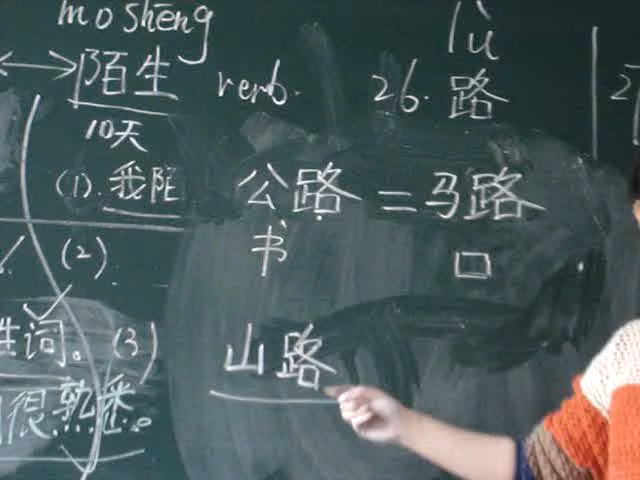 mo shēng
陌生
10天
(1). 我陌
(2)
生词。 (3)
很熟悉。
verb. 26. lù 路
公路 = 马路
书 口
山路